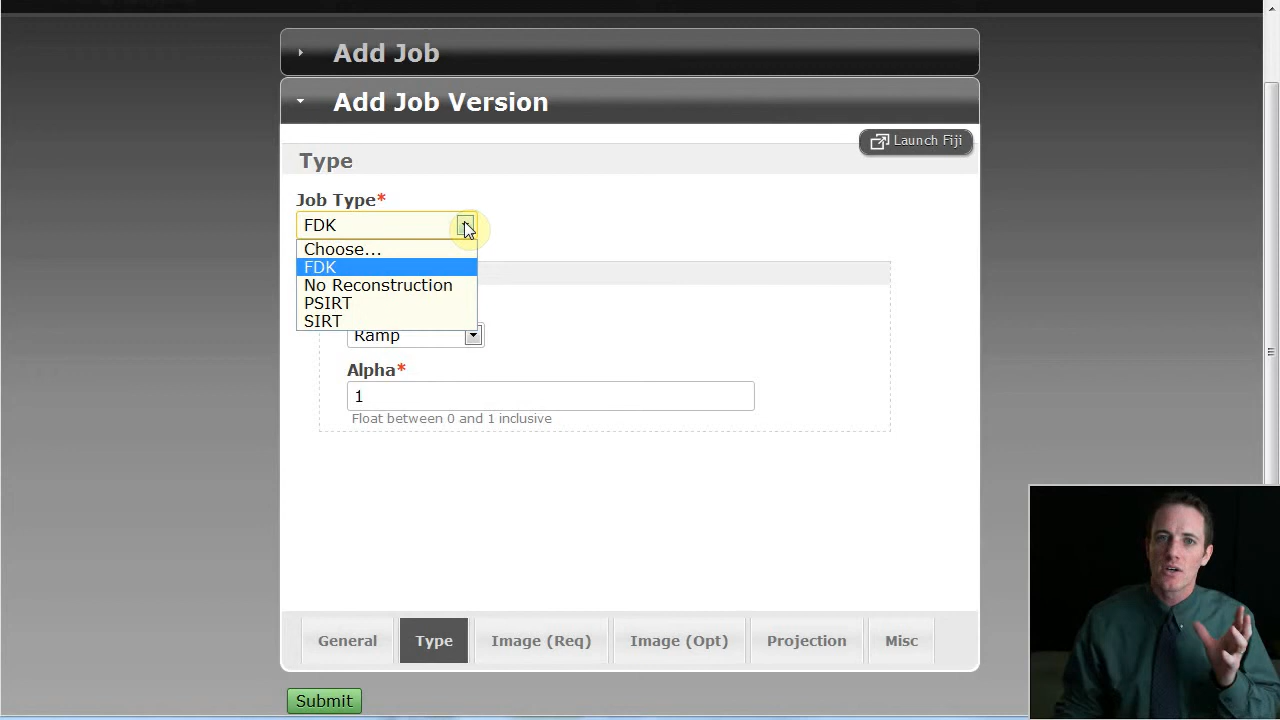 Add Job
Add Job Version
Launch Fiji
Type
Job Type*
FDK
Choose...
FDK
No Reconstruction
PSIRT
SIRT
Ramp
Alpha*
1
Float between 0 and 1 inclusive
General Type Image (Req) Image (Opt) Projection Misc
Submit